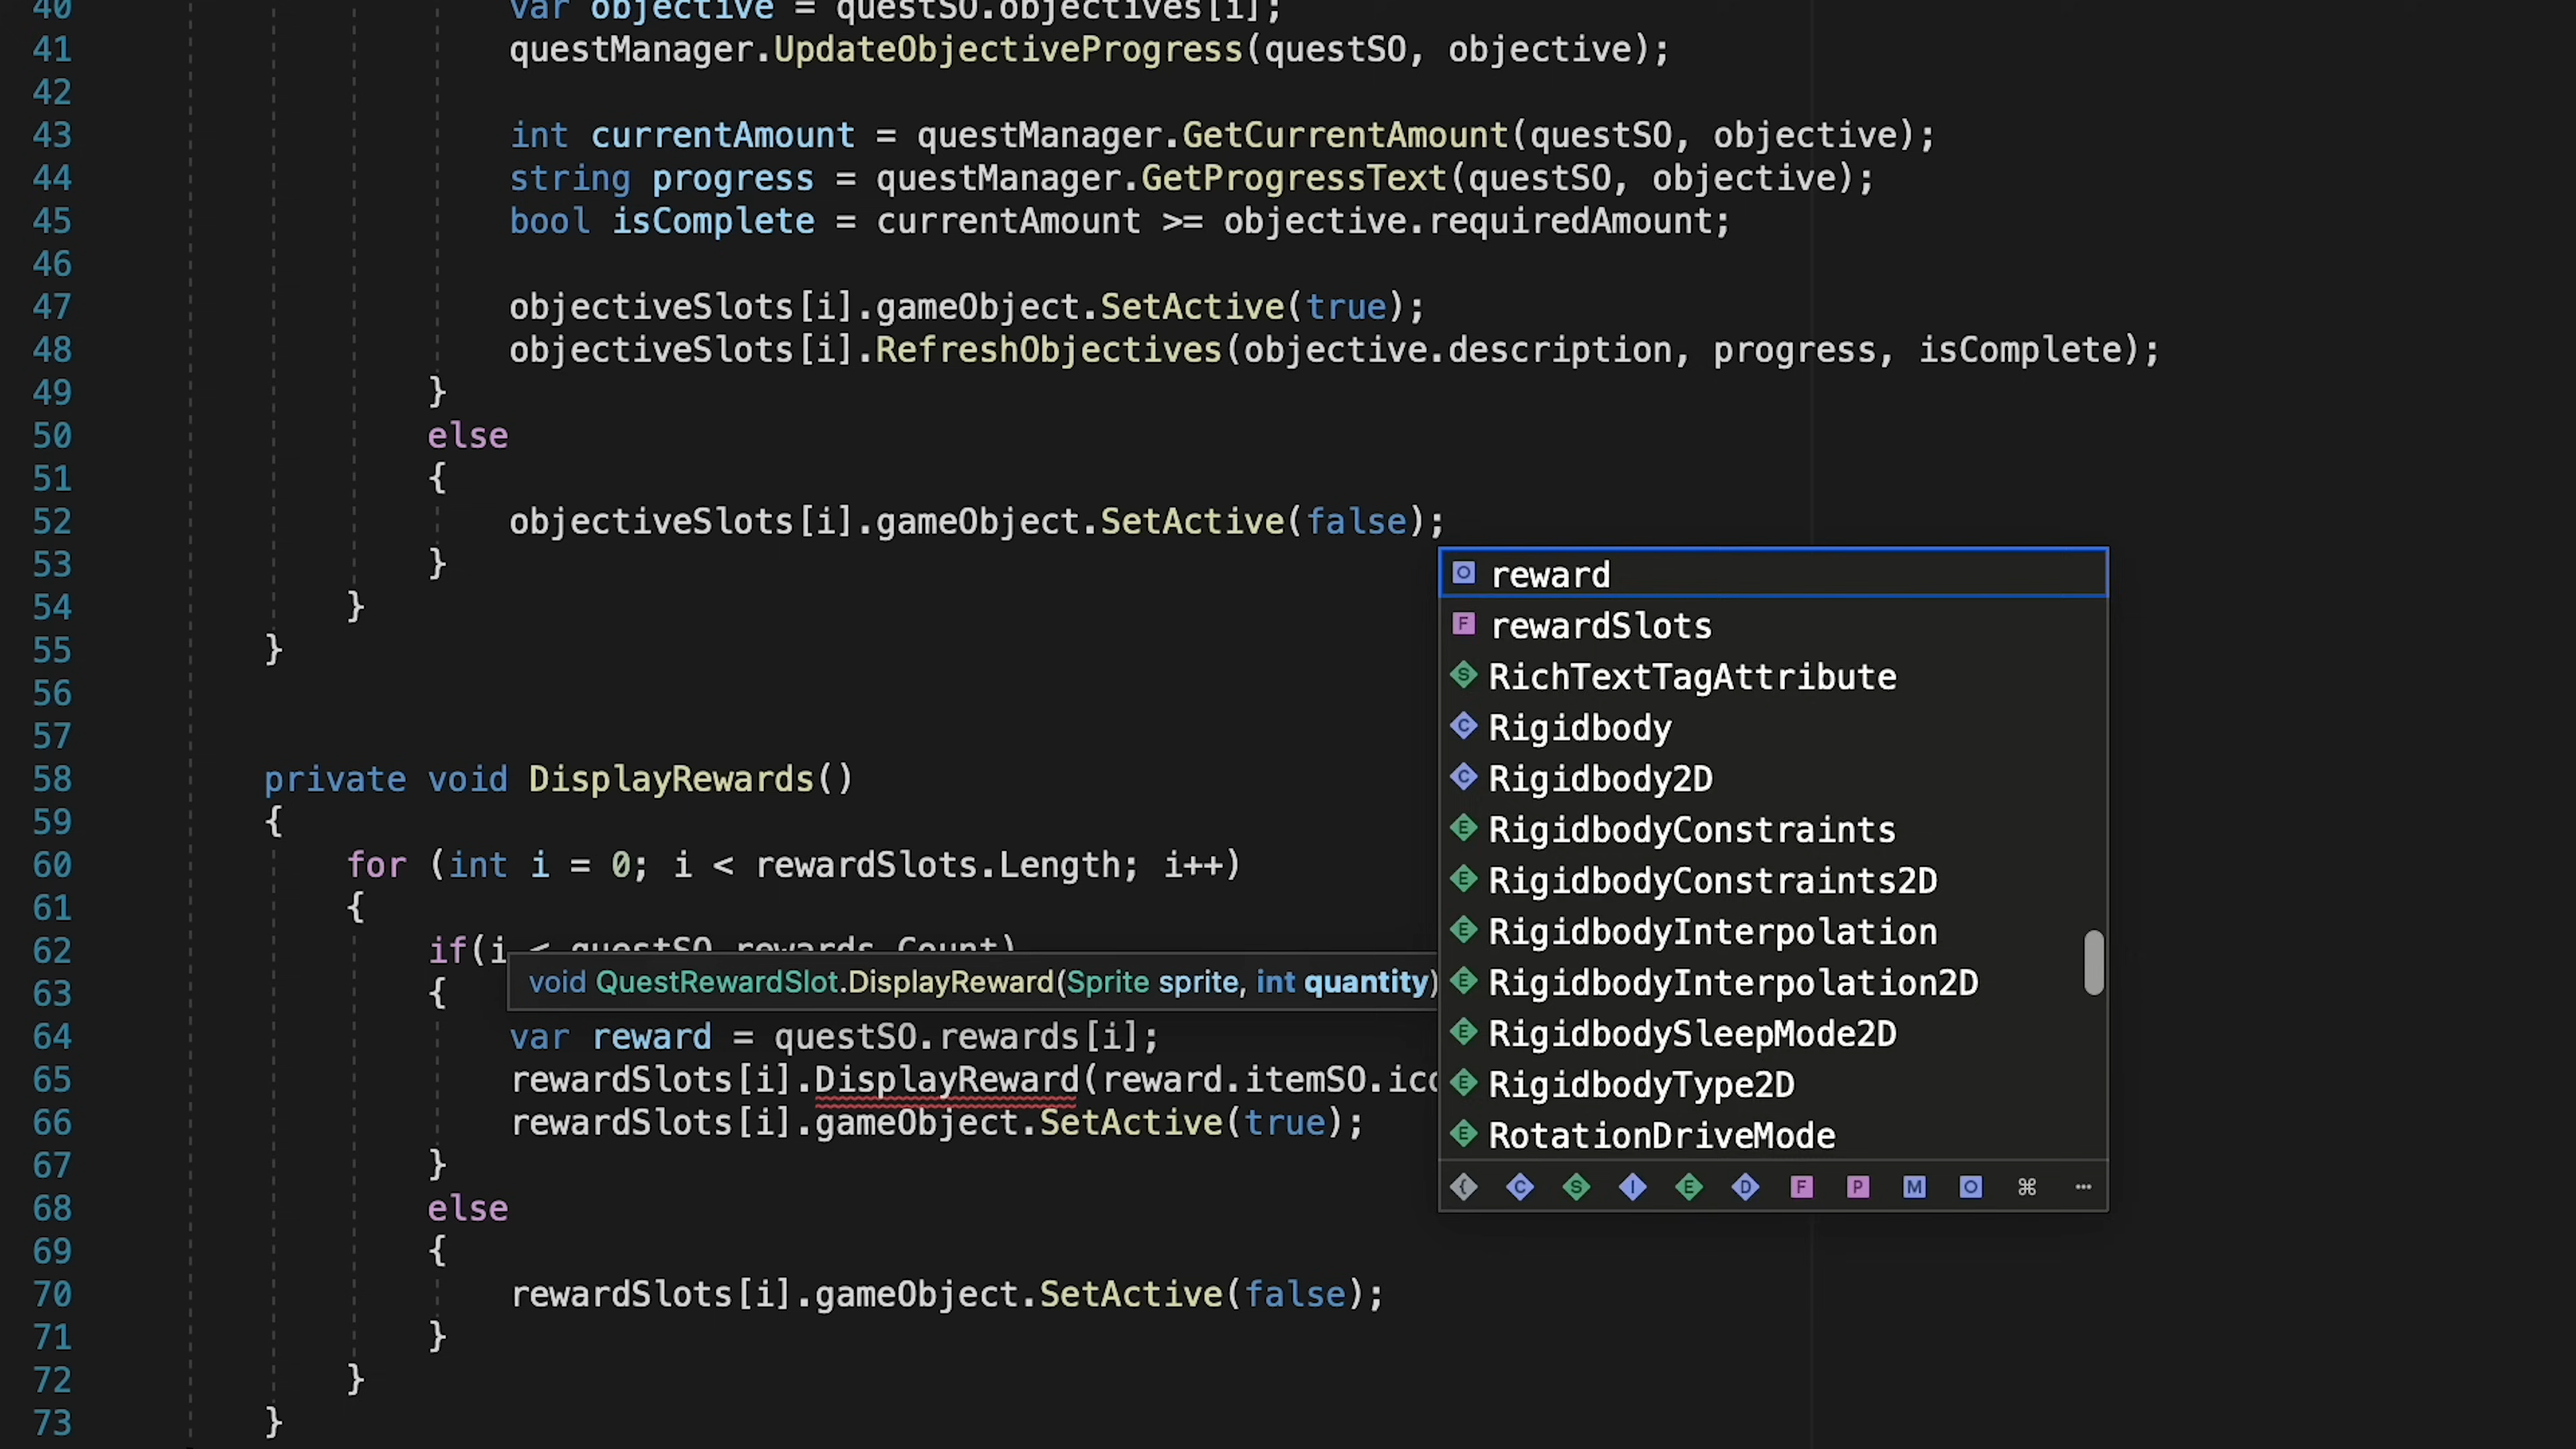 40 var objective = questSO.objectives[i];
41 questManager.UpdateObjectiveProgress(questSO, objective);
42
43 int currentAmount = questManager.GetCurrentAmount(questSO, objective);
44 string progress = questManager.GetProgressText(questSO, objective);
45 bool isComplete = currentAmount >= objective.requiredAmount;
46
47 objectiveSlots[i].gameObject.SetActive(true);
48 objectiveSlots[i].RefreshObjectives(objective.description, progress, isComplete);
49 }
50 else
51 {
52 objectiveSlots[i].gameObject.SetActive(false);
53 }
54 }
55 }
56
57
58 private void DisplayRewards()
59 {
60 for (int i = 0; i < rewardSlots.Length; i++)
61 {
62 if(i < questSO.rewards.Count)
63 {
void QuestRewardSlot.DisplayReward(Sprite sprite, int quantity)
64 var reward = questSO.rewards[i];
65 rewardSlots[i].DisplayReward(reward.itemSO.
66 rewardSlots[i].gameObject.SetActive(true);
67 }
68 else
69 {
70 rewardSlots[i].gameObject.SetActive(false);
71 }
72 }
73 }
O reward
F rewardSlots
S RichTextTagAttribute
C Rigidbody
C Rigidbody2D
E RigidbodyConstraints
E RigidbodyConstraints2D
E RigidbodyInterpolation
E RigidbodyInterpolation2D
E RigidbodySleepMode2D
E RigidbodyType2D
E RotationDriveMode
{ C S I E D F P M O ⌘ ···